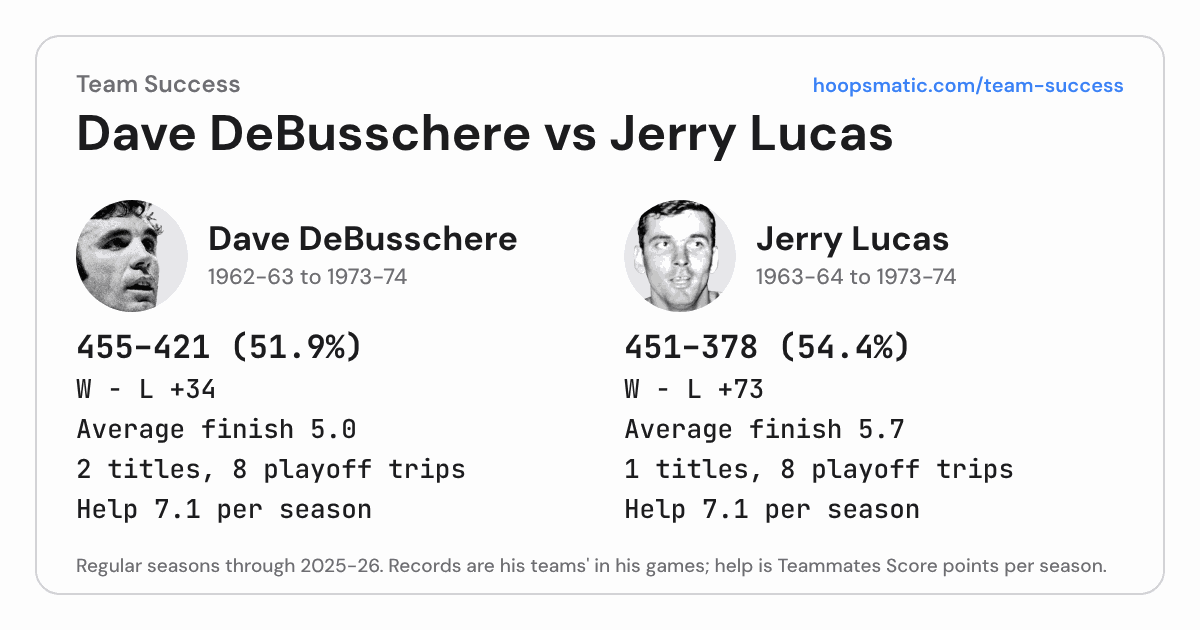 Team Success
hoopsmatic.com/team-success
Dave DeBusschere vs Jerry Lucas
Dave DeBusschere
1962-63 to 1973-74
455-421 (51.9%)
W - L +34
Average finish 5.0
2 titles, 8 playoff trips
Help 7.1 per season
Jerry Lucas
1963-64 to 1973-74
451-378 (54.4%)
W - L +73
Average finish 5.7
1 titles, 8 playoff trips
Help 7.1 per season
Regular seasons through 2025-26. Records are his teams' in his games; help is Teammates Score points per season.